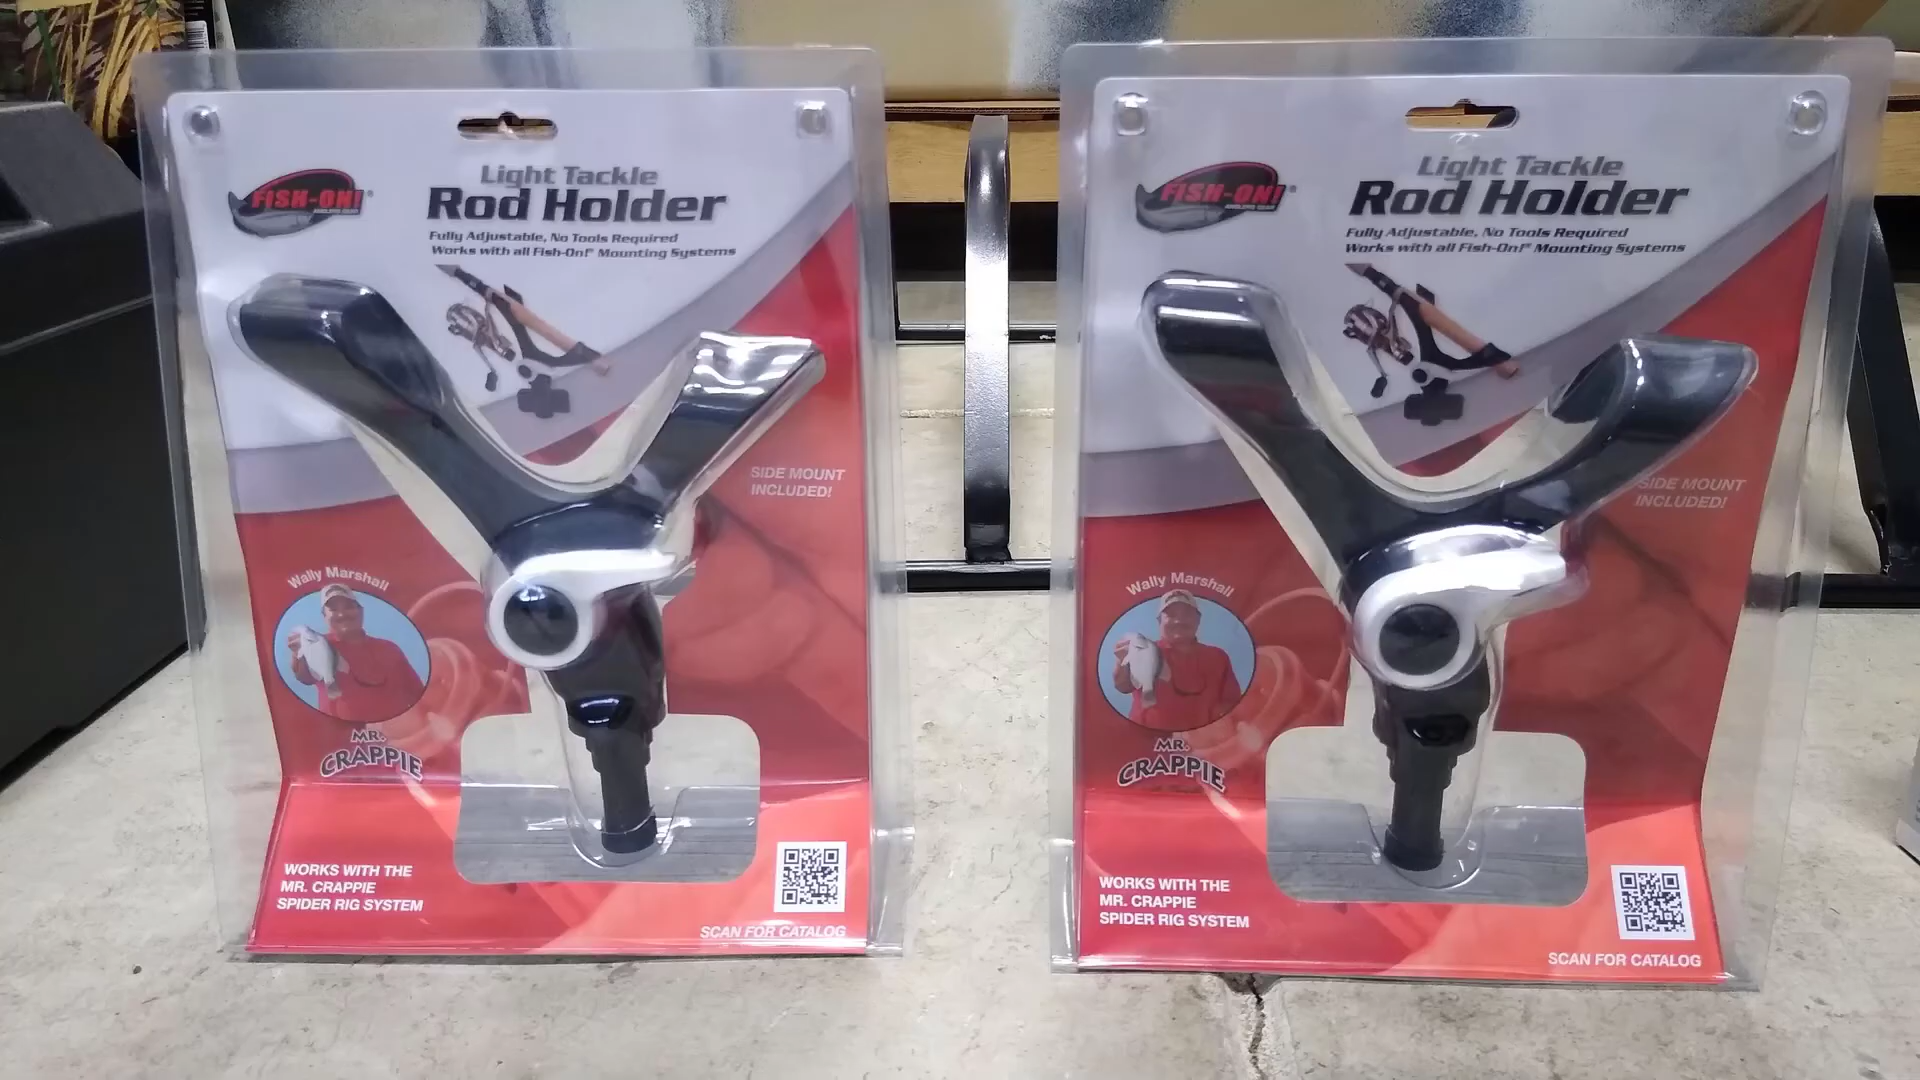 FISH-ON!®
Light Tackle
Rod Holder
Fully Adjustable, No Tools Required
Works with all Fish-On!® Mounting Systems
SIDE MOUNT
INCLUDED!
Wally Marshall
MR.
CRAPPIE
WORKS WITH THE
MR. CRAPPIE
SPIDER RIG SYSTEM
SCAN FOR CATALOG
FISH-ON!®
Light Tackle
Rod Holder
Fully Adjustable, No Tools Required
Works with all Fish-On!® Mounting Systems
SIDE MOUNT
INCLUDED!
Wally Marshall
MR.
CRAPPIE
WORKS WITH THE
MR. CRAPPIE
SPIDER RIG SYSTEM
SCAN FOR CATALOG